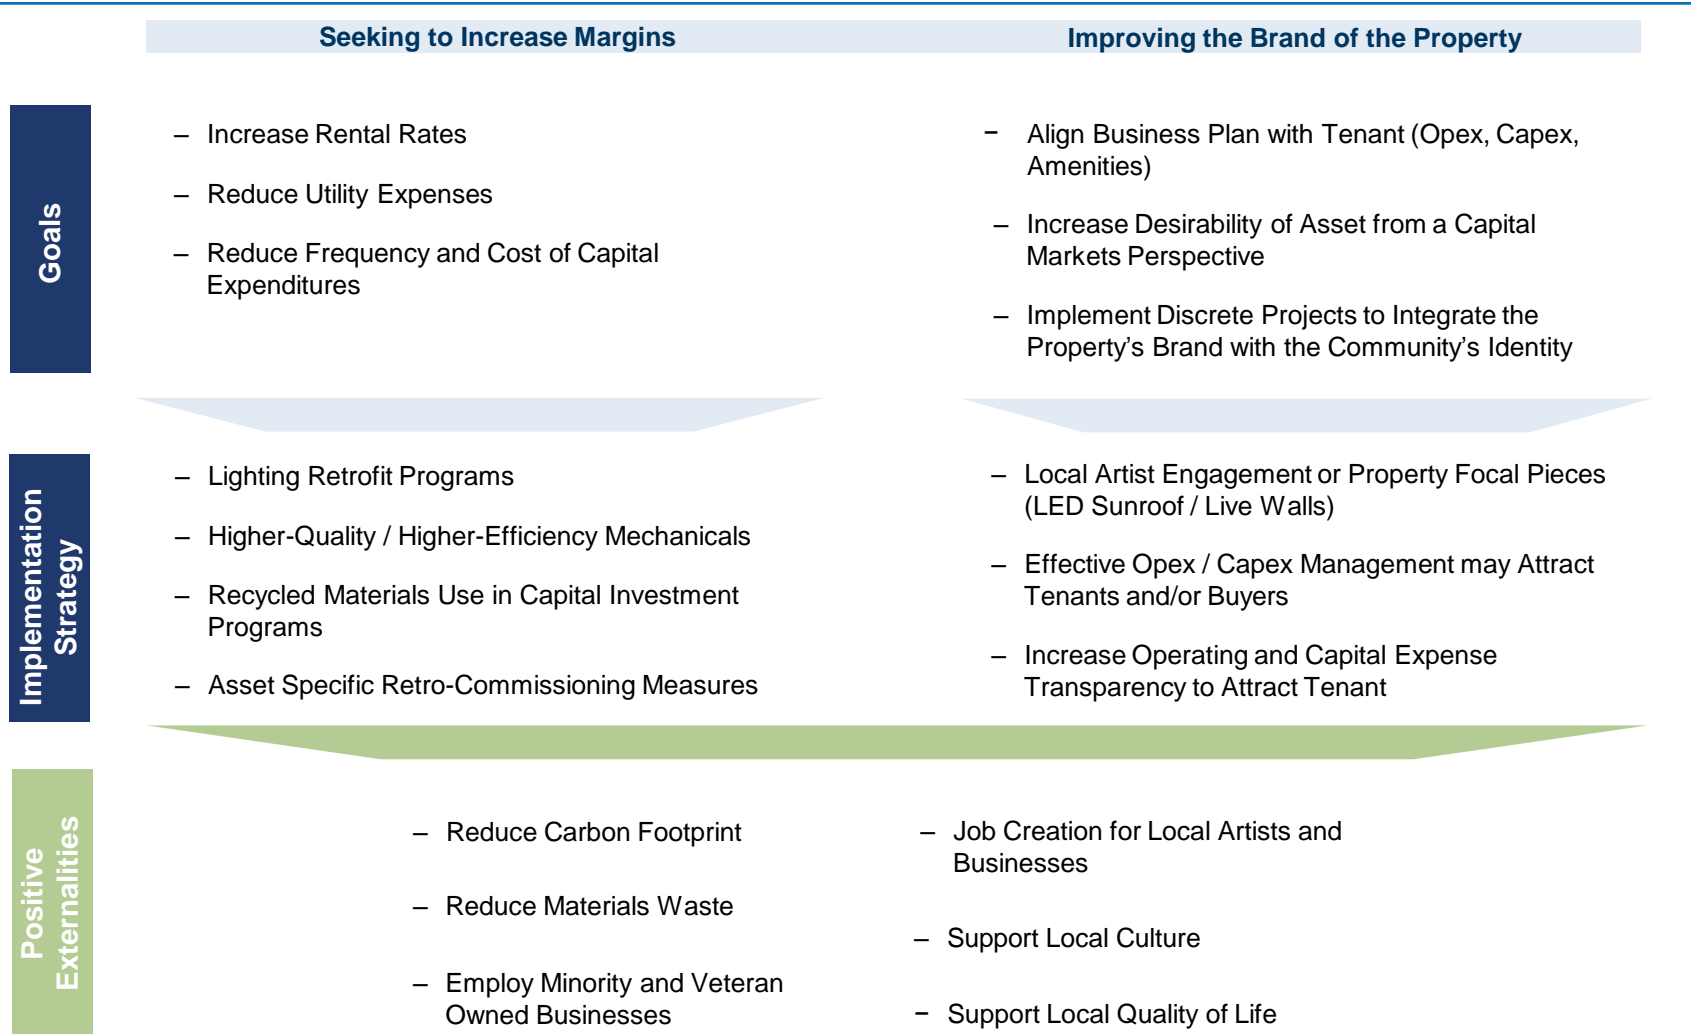 Seeking to Increase Margins
Improving the Brand of the Property
Goals
– Increase Rental Rates
– Reduce Utility Expenses
– Reduce Frequency and Cost of Capital
Expenditures
− Align Business Plan with Tenant (Opex, Capex,
Amenities)
– Increase Desirability of Asset from a Capital
Markets Perspective
– Implement Discrete Projects to Integrate the
Property’s Brand with the Community’s Identity
Implementation
Strategy
– Lighting Retrofit Programs
– Higher-Quality / Higher-Efficiency Mechanicals
– Recycled Materials Use in Capital Investment
Programs
– Asset Specific Retro-Commissioning Measures
– Local Artist Engagement or Property Focal Pieces
(LED Sunroof / Live Walls)
– Effective Opex / Capex Management may Attract
Tenants and/or Buyers
– Increase Operating and Capital Expense
Transparency to Attract Tenant
Positive
Externalities
– Reduce Carbon Footprint
– Reduce Materials Waste
– Employ Minority and Veteran
Owned Businesses
– Job Creation for Local Artists and
Businesses
– Support Local Culture
− Support Local Quality of Life